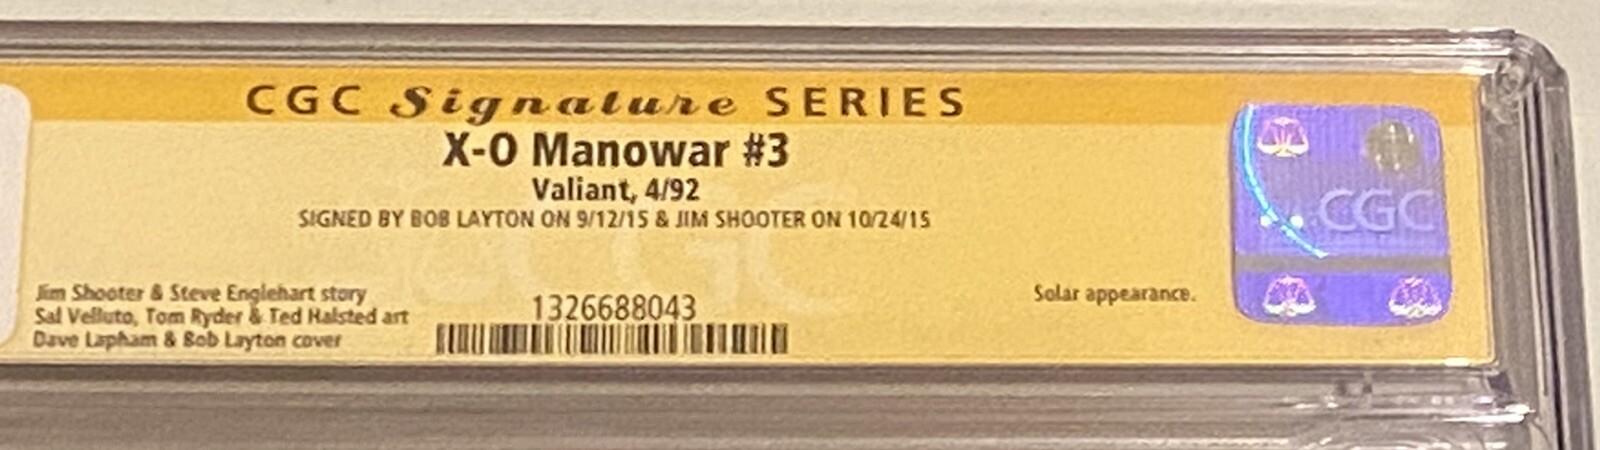 CGC Signature SERIES
X-O Manowar #3
Valiant, 4/92
SIGNED BY BOB LAYTON ON 9/12/15 & JIM SHOOTER ON 10/24/15
Jim Shooter & Steve Englehart story
Sal Velluto, Tom Ryder & Ted Halsted art
Dave Lapham & Bob Layton cover
1326688043
Solar appearance.
CGC